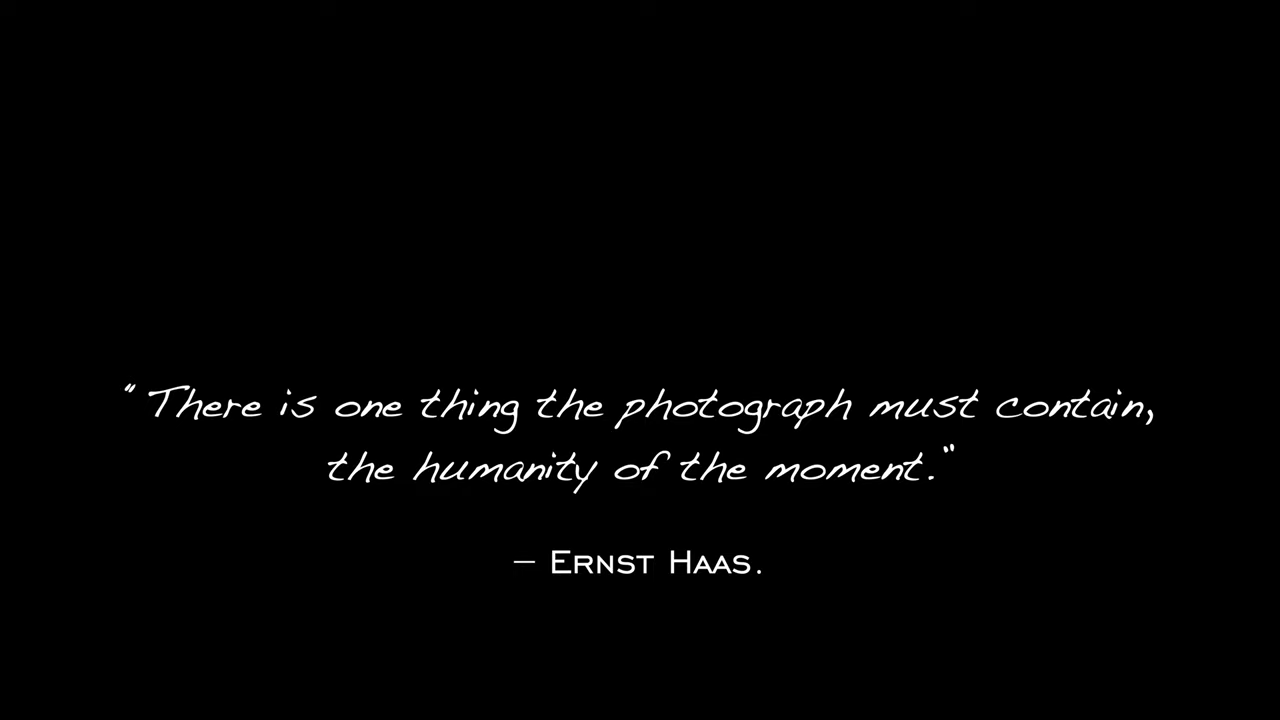 "There is one thing the photograph must contain,
the humanity of the moment."
– ERNST HAAS.